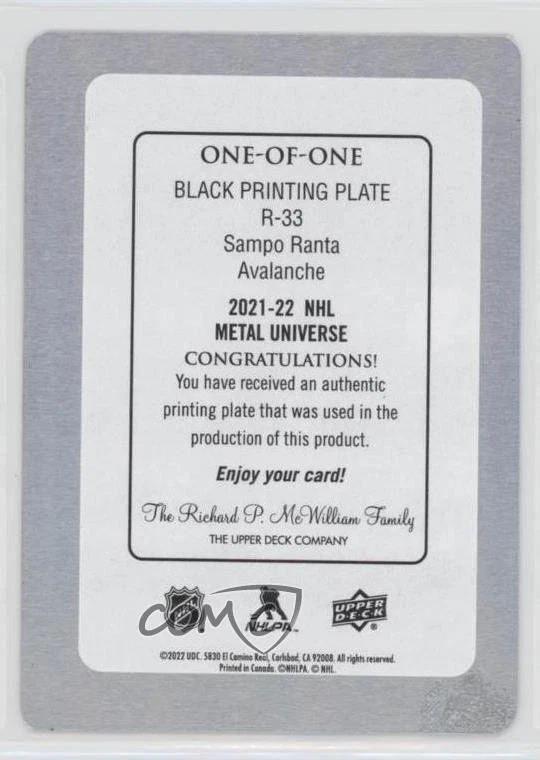 ONE-OF-ONE
BLACK PRINTING PLATE
R-33
Sampo Ranta
Avalanche
2021-22 NHL
METAL UNIVERSE
CONGRATULATIONS!
You have received an authentic
printing plate that was used in the
production of this product.
Enjoy your card!
The Richard P. McWilliam Family
THE UPPER DECK COMPANY
NHL
COMC
NHLPA™
UPPER
DECK®
©2022 UDC. 5830 El Camino Real, Carlsbad, CA 92008. All rights reserved.
Printed in Canada. ©NHLPA. © NHL.